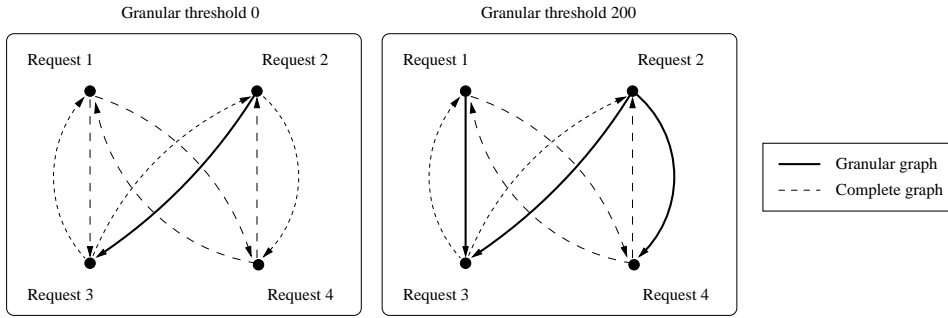 Granular threshold 0
Granular threshold 200
Request 1
Request 2
Request 1
Request 2
Granular graph
Complete graph
Request 3
Request 4
Request 3
Request 4